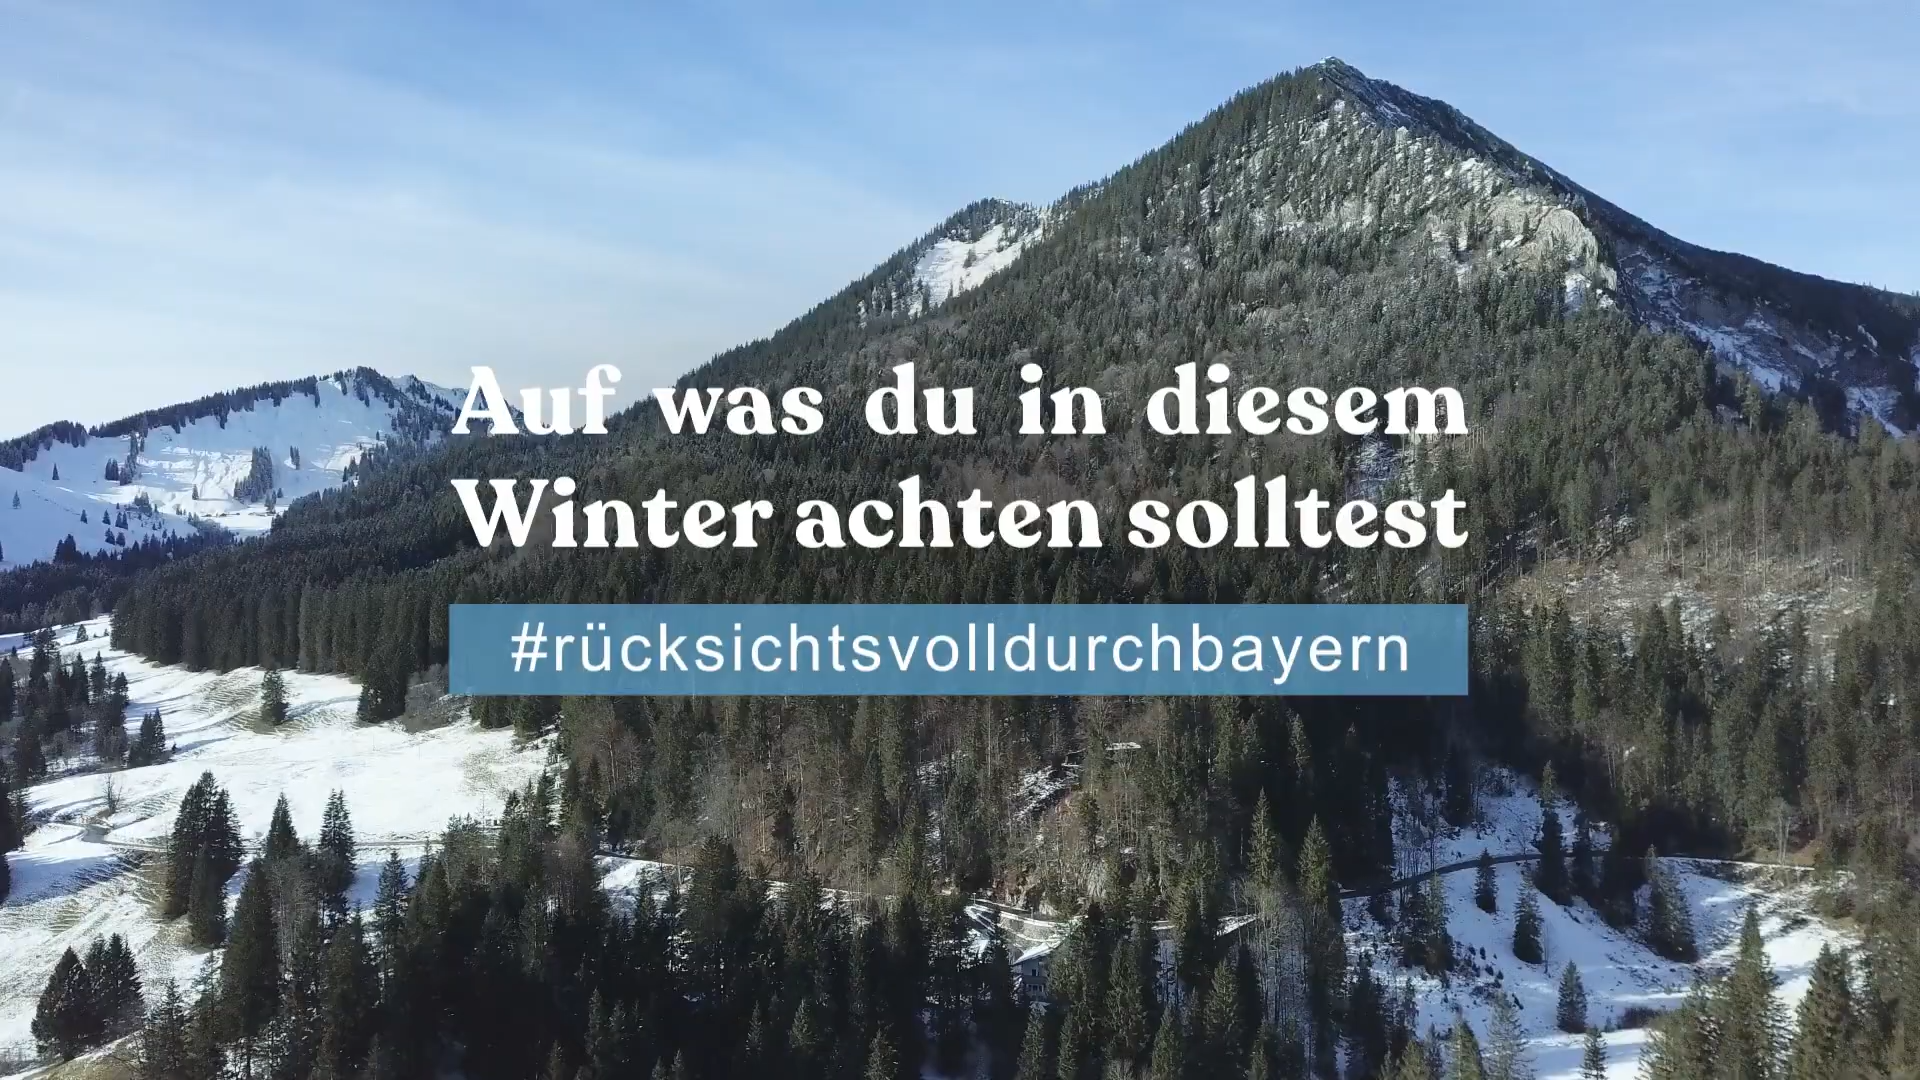 Auf was du in diesem
Winter achten solltest
#rücksichtsvolldurchbayern